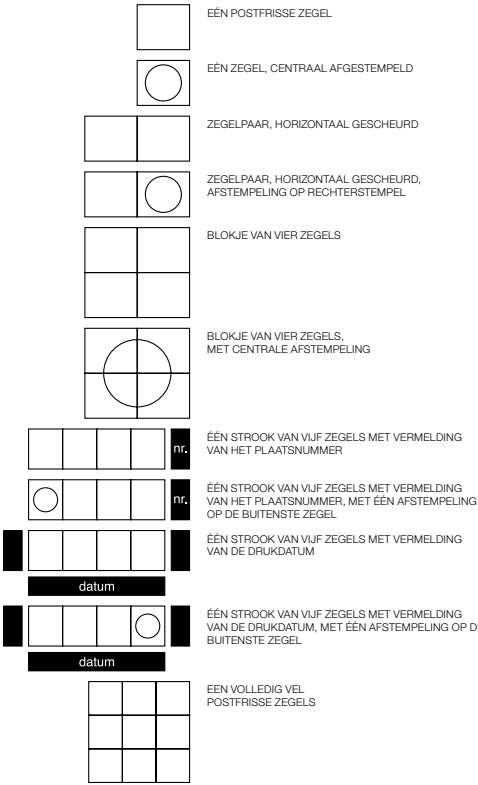 EÉN POSTFRISSE ZEGEL
EÉN ZEGEL, CENTRAAL AFGESTEMPELD
ZEGELPAAR, HORIZONTAAL GESCHEURD
ZEGELPAAR, HORIZONTAAL GESCHEURD,
AFSTEMPELING OP RECHTERSTEMPEL
BLOKJE VAN VIER ZEGELS
BLOKJE VAN VIER ZEGELS,
MET CENTRALE AFSTEMPELING
nr.
ÉÉN STROOK VAN VIJF ZEGELS MET VERMELDING
VAN HET PLAATSNUMMER
nr.
ÉÉN STROOK VAN VIJF ZEGELS MET VERMELDING
VAN HET PLAATSNUMMER, MET ÉÉN AFSTEMPELING
OP DE BUITENSTE ZEGEL
ÉÉN STROOK VAN VIJF ZEGELS MET VERMELDING
VAN DE DRUKDATUM
datum
ÉÉN STROOK VAN VIJF ZEGELS MET VERMELDING
VAN DE DRUKDATUM, MET ÉÉN AFSTEMPELING OP DE
BUITENSTE ZEGEL
datum
EEN VOLLEDIG VEL
POSTFRISSE ZEGELS